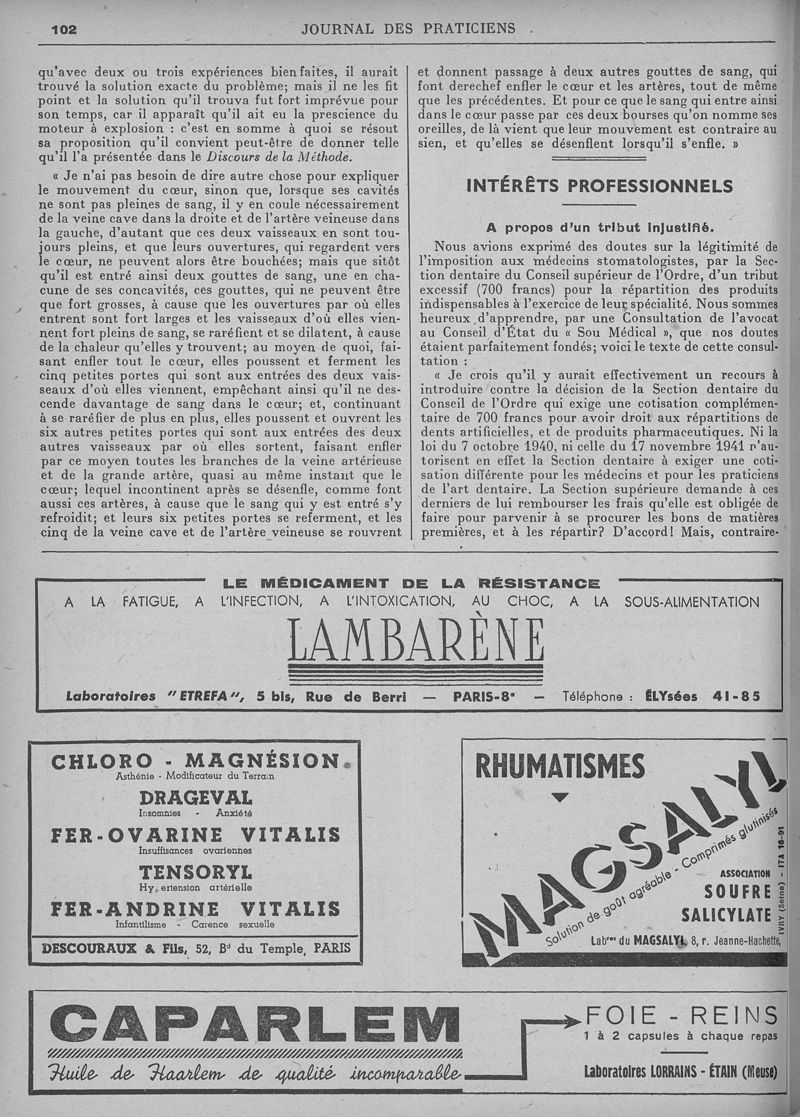 102
JOURNAL DES PRATICIENS .
qu'avec deux ou trois expériences bien faites, il aurait
trouvé la solution exacte du problème; mais il ne les fit
point et la solution qu'il trouva fut fort imprévue pour
son temps, car il apparaît qu'il ait eu la prescience du
moteur à explosion : c'est en somme à quoi se résout
sa proposition qu'il convient peut-être de donner telle
qu'il l'a présentée dans le Discours de la Méthode.
« Je n'ai pas besoin de dire autre chose pour expliquer
le mouvement du cœur, sinon que, lorsque ses cavités
ne sont pas pleines de sang, il y en coule nécessairement
de la veine cave dans la droite et de l'artère veineuse dans
la gauche, d'autant que ces deux vaisseaux en sont tou-
jours pleins, et que leurs ouvertures, qui regardent vers
le cœur, ne peuvent alors être bouchées; mais que sitôt
qu'il est entré ainsi deux gouttes de sang, une en cha-
cune de ses concavités, ces gouttes, qui ne peuvent être
que fort grosses, à cause que les ouvertures par où elles
entrent sont fort larges et les vaisseaux d'où elles vien-
nent fort pleins de sang, se raréfient et se dilatent, à cause
de la chaleur qu'elles y trouvent; au moyen de quoi, fai-
sant enfler tout le cœur, elles poussent et ferment les
cinq petites portes qui sont aux entrées des deux vais-
seaux d'où elles viennent, empêchant ainsi qu'il ne des-
cende davantage de sang dans le cœur; et, continuant
à se raréfier de plus en plus, elles poussent et ouvrent les
six autres petites portes qui sont aux entrées des deux
autres vaisseaux par où elles sortent, faisant enfler
par ce moyen toutes les branches de la veine artérieuse
et de la grande artère, quasi au même instant que le
cœur; lequel incontinent après se désenfle, comme font
aussi ces artères, à cause que le sang qui y est entré s'y
refroidit; et leurs six petites portes se referment, et les
cinq de la veine cave et de l'artère veineuse se rouvrent
et donnent passage à deux autres gouttes de sang, qui
font derechef enfler le cœur et les artères, tout de même
que les précédentes. Et pour ce que le sang qui entre ainsi
dans le cœur passe par ces deux bourses qu'on nomme ses
oreilles, de là vient que leur mouvement est contraire au
sien, et qu'elles se désenflent lorsqu'il s'enfle. »
INTÉRÊTS PROFESSIONNELS
A propos d'un tribut injustifié.
Nous avions exprimé des doutes sur la légitimité de
l'imposition aux médecins stomatologistes, par la Sec-
tion dentaire du Conseil supérieur de l'Ordre, d'un tribut
excessif (700 francs) pour la répartition des produits
indispensables à l'exercice de leur spécialité. Nous sommes
heureux d'apprendre, par une Consultation de l'avocat
au Conseil d'État du « Sou Médical », que nos doutes
étaient parfaitement fondés; voici le texte de cette consul-
tation :
« Je crois qu'il y aurait effectivement un recours à
introduire contre la décision de la Section dentaire du
Conseil de l'Ordre qui exige une cotisation complémen-
taire de 700 francs pour avoir droit aux répartitions de
dents artificielles, et de produits pharmaceutiques. Ni la
loi du 7 octobre 1940, ni celle du 17 novembre 1941 n'au-
torisent en effet la Section dentaire à exiger une coti-
sation différente pour les médecins et pour les praticiens
de l'art dentaire. La Section supérieure demande à ces
derniers de lui rembourser les frais qu'elle est obligée de
faire pour parvenir à se procurer les bons de matières
premières, et à les répartir? D'accord! Mais, contraire-
LE MÉDICAMENT DE LA RÉSISTANCE
A LA FATIGUE, A L'INFECTION, A L'INTOXICATION, AU CHOC, A LA SOUS-ALIMENTATION
LAMBARÈNE
Laboratoires "ETREFA", 5 bis, Rue de Berri — PARIS-8e — Téléphone : ÉLYsées 41-85
CHLORO - MAGNÉSION
Asthénie - Modificateur du Terrain
DRAGEVAL
Insomnies - Anxiété
FER-OVARINE VITALIS
Insuffisances ovariennes
TENSORYL
Hypertension artérielle
FER-ANDRINE VITALIS
Infantilisme - Carence sexuelle
DESCOURAUX & Fils, 52, Bd du Temple, PARIS
RHUMATISMES
MAGSALYL
Solution de goût agréable - Comprimés glutinisés
ASSOCIATION
SOUFRE
SALICYLATE
Labres du MAGSALYL, 8, r. Jeanne-Hachette,
IVRY (Seine) - ITA 16-91
CAPARLEM
Huile de Haarlem de qualité incomparable
FOIE - REINS
1 à 2 capsules à chaque repas
Laboratoires LORRAINS - ÉTAIN (Meuse)